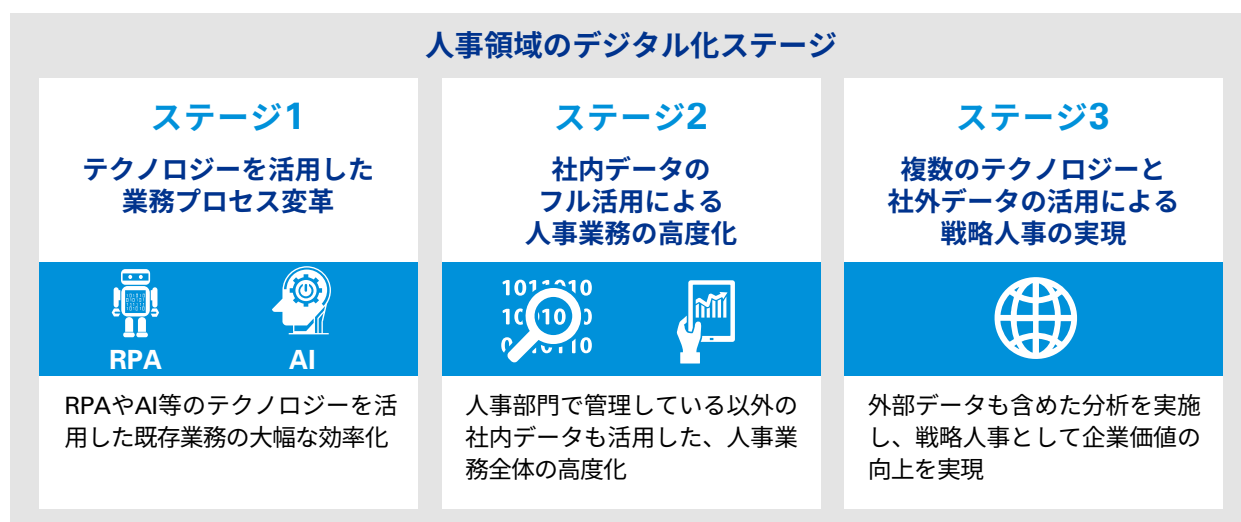 人事領域のデジタル化ステージ
ステージ1
テクノロジーを活用した
業務プロセス変革
RPA
AI
RPAやAI等のテクノロジーを活
用した既存業務の大幅な効率化
ステージ2
社内データの
フル活用による
人事業務の高度化
1011010
人事部門で管理している以外の
社内データも活用した、人事業
務全体の高度化
ステージ3
複数のテクノロジーと
社外データの活用による
戦略人事の実現
外部データも含めた分析を実施
し、戦略人事として企業価値の
向上を実現